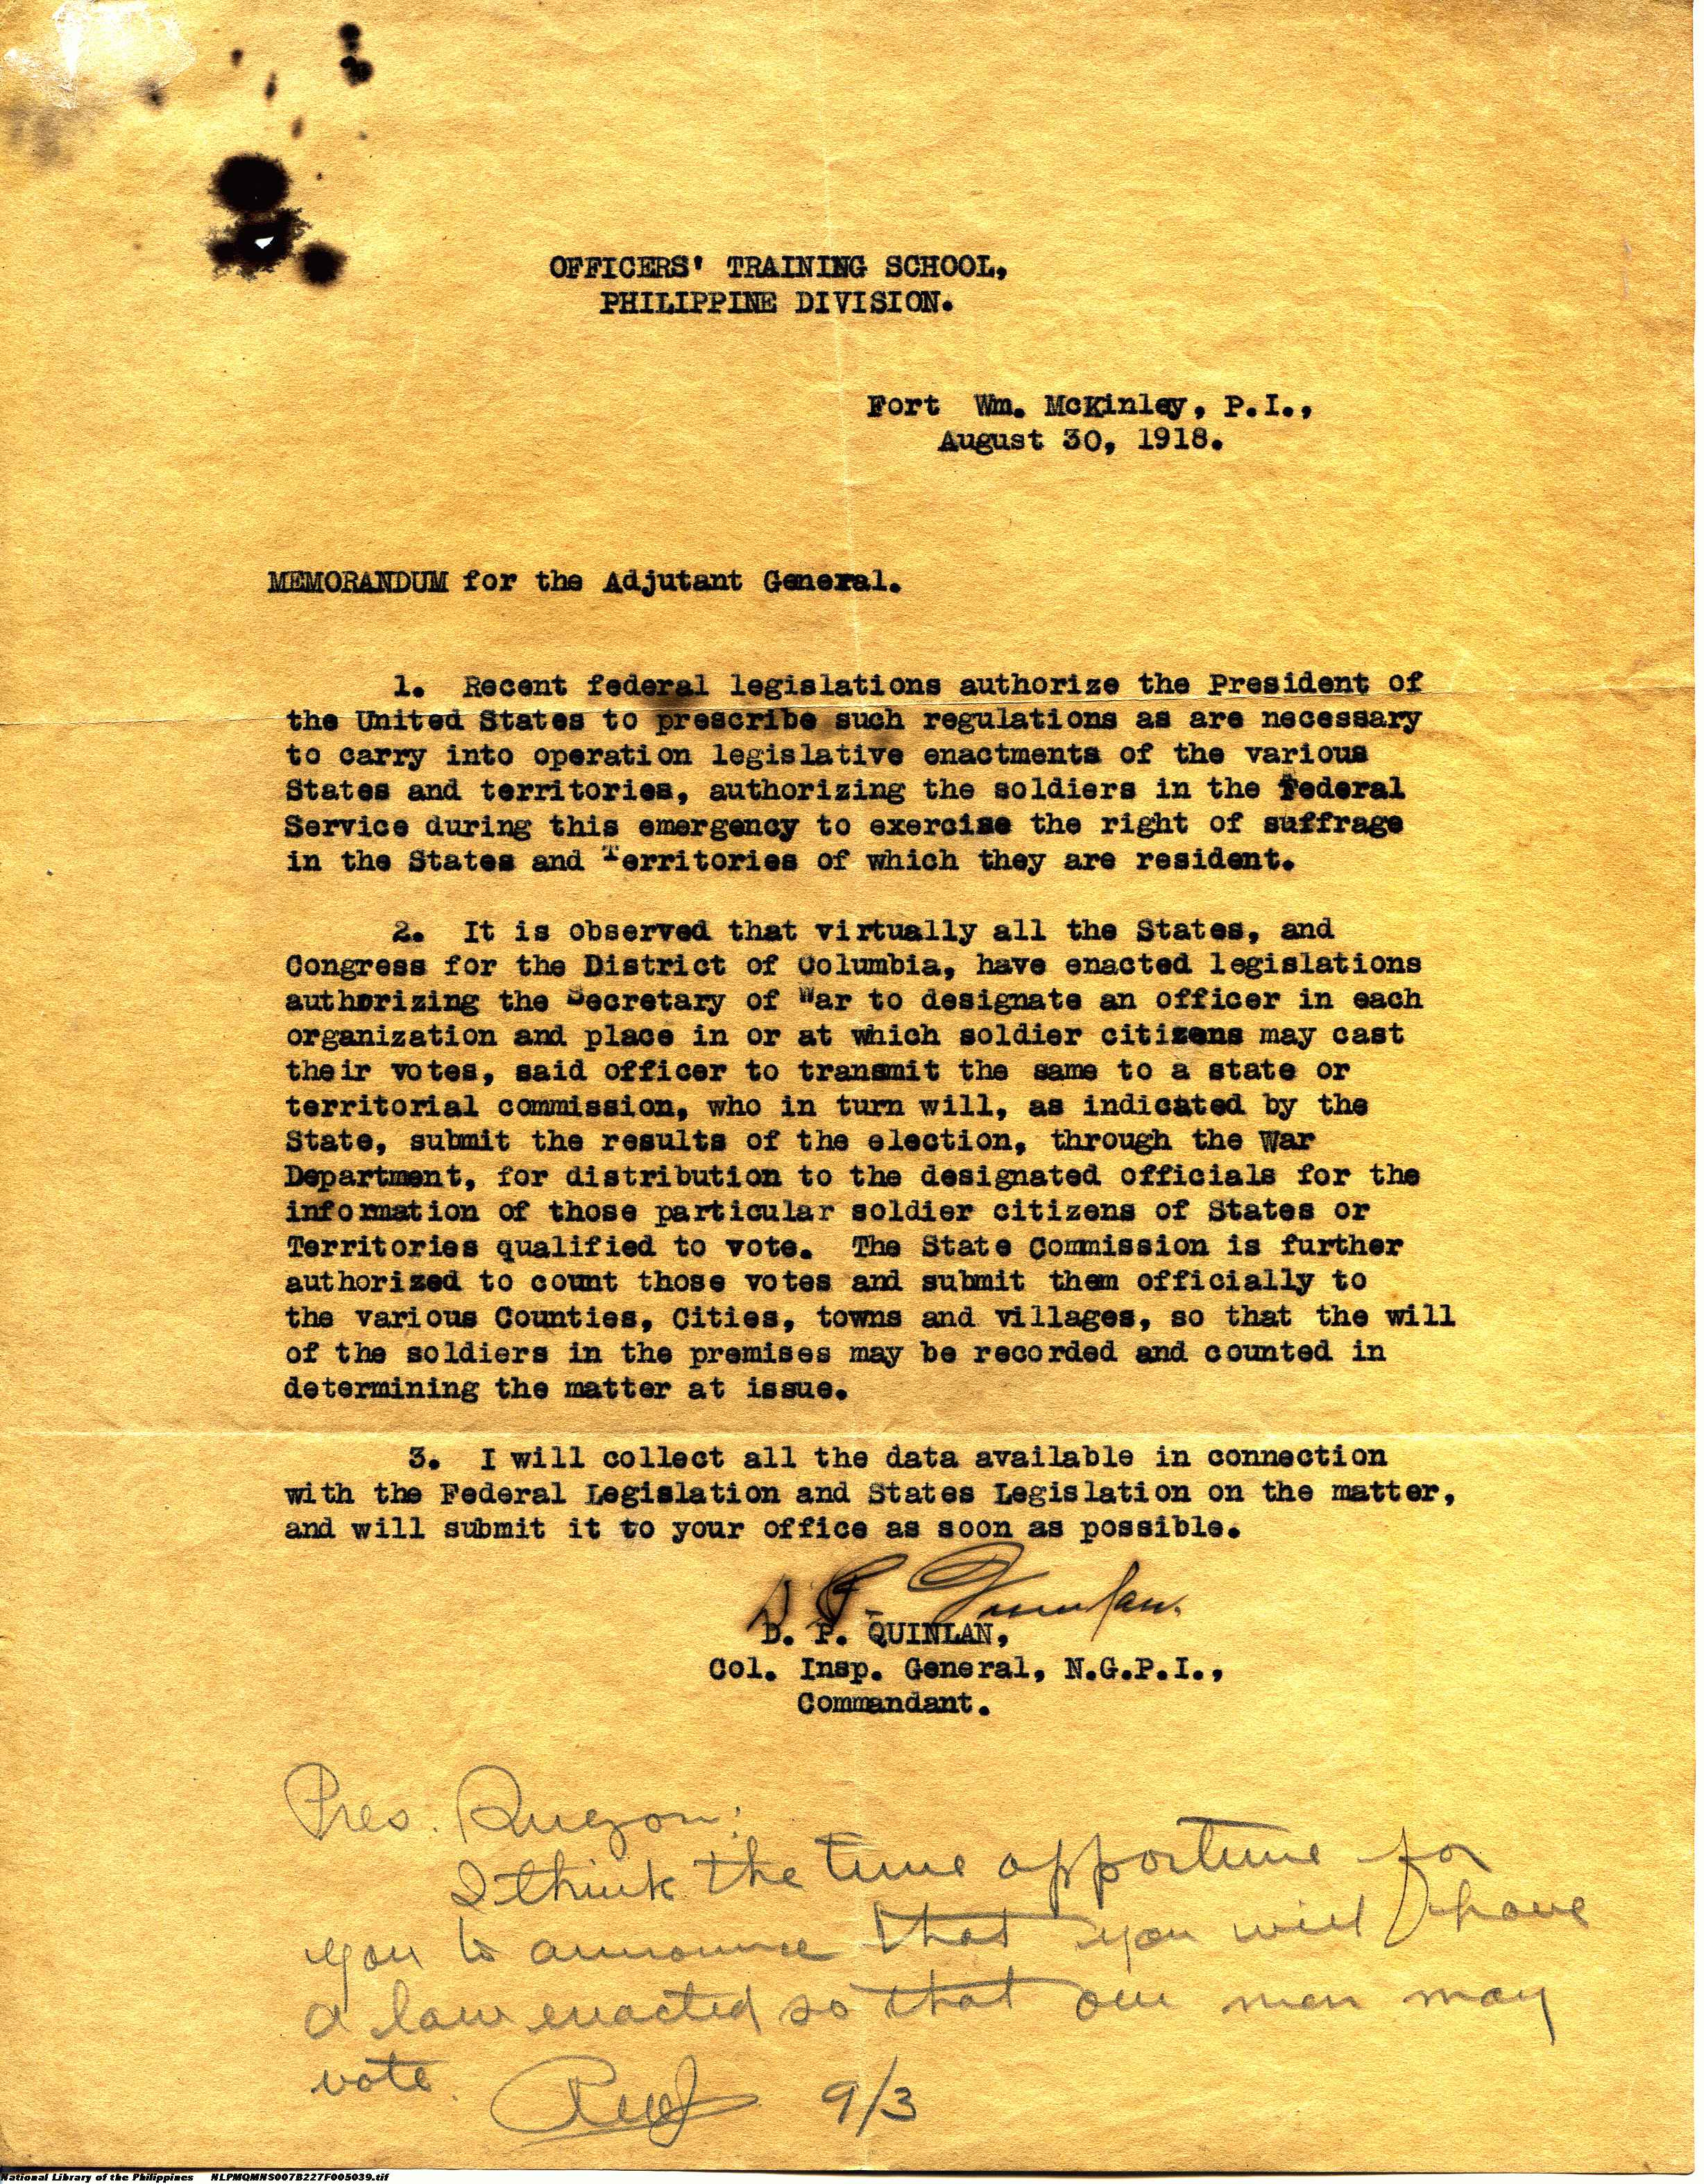 OFFICERS' TRAINING SCHOOL,
PHILIPPINE DIVISION.
Fort Wm. McKinley, P.I.,
August 30, 1918.
MEMORANDUM for the Adjutant General.
1. Recent federal legislations authorize the President of
the United States to prescribe such regulations as are necessary
to carry into operation legislative enactments of the various
States and territories, authorizing the soldiers in the Federal
Service during this emergency to exercise the right of suffrage
in the States and Territories of which they are resident.
2. It is observed that virtually all the States, and
Congress for the District of Columbia, have enacted legislations
authorizing the Secretary of War to designate an officer in each
organization and place in or at which soldier citizens may cast
their votes, said officer to transmit the same to a state or
territorial commission, who in turn will, as indicated by the
State, submit the results of the election, through the War
Department, for distribution to the designated officials for the
information of those particular soldier citizens of States or
Territories qualified to vote. The State Commission is further
authorized to count those votes and submit them officially to
the various Counties, Cities, towns and villages, so that the will
of the soldiers in the premises may be recorded and counted in
determining the matter at issue.
3. I will collect all the data available in connection
with the Federal Legislation and States Legislation on the matter,
and will submit it to your office as soon as possible.
D. P. Quinlan.
D. P. QUINLAN,
Col. Insp. General, N.G.P.I.,
Commandant.
Pres. Quezon:
I think the time opportune for
you to announce that you will have
a law enacted so that our men may
vote.
9/3
National Library of the Philippines NLPMQMNS007B227F005039.tif